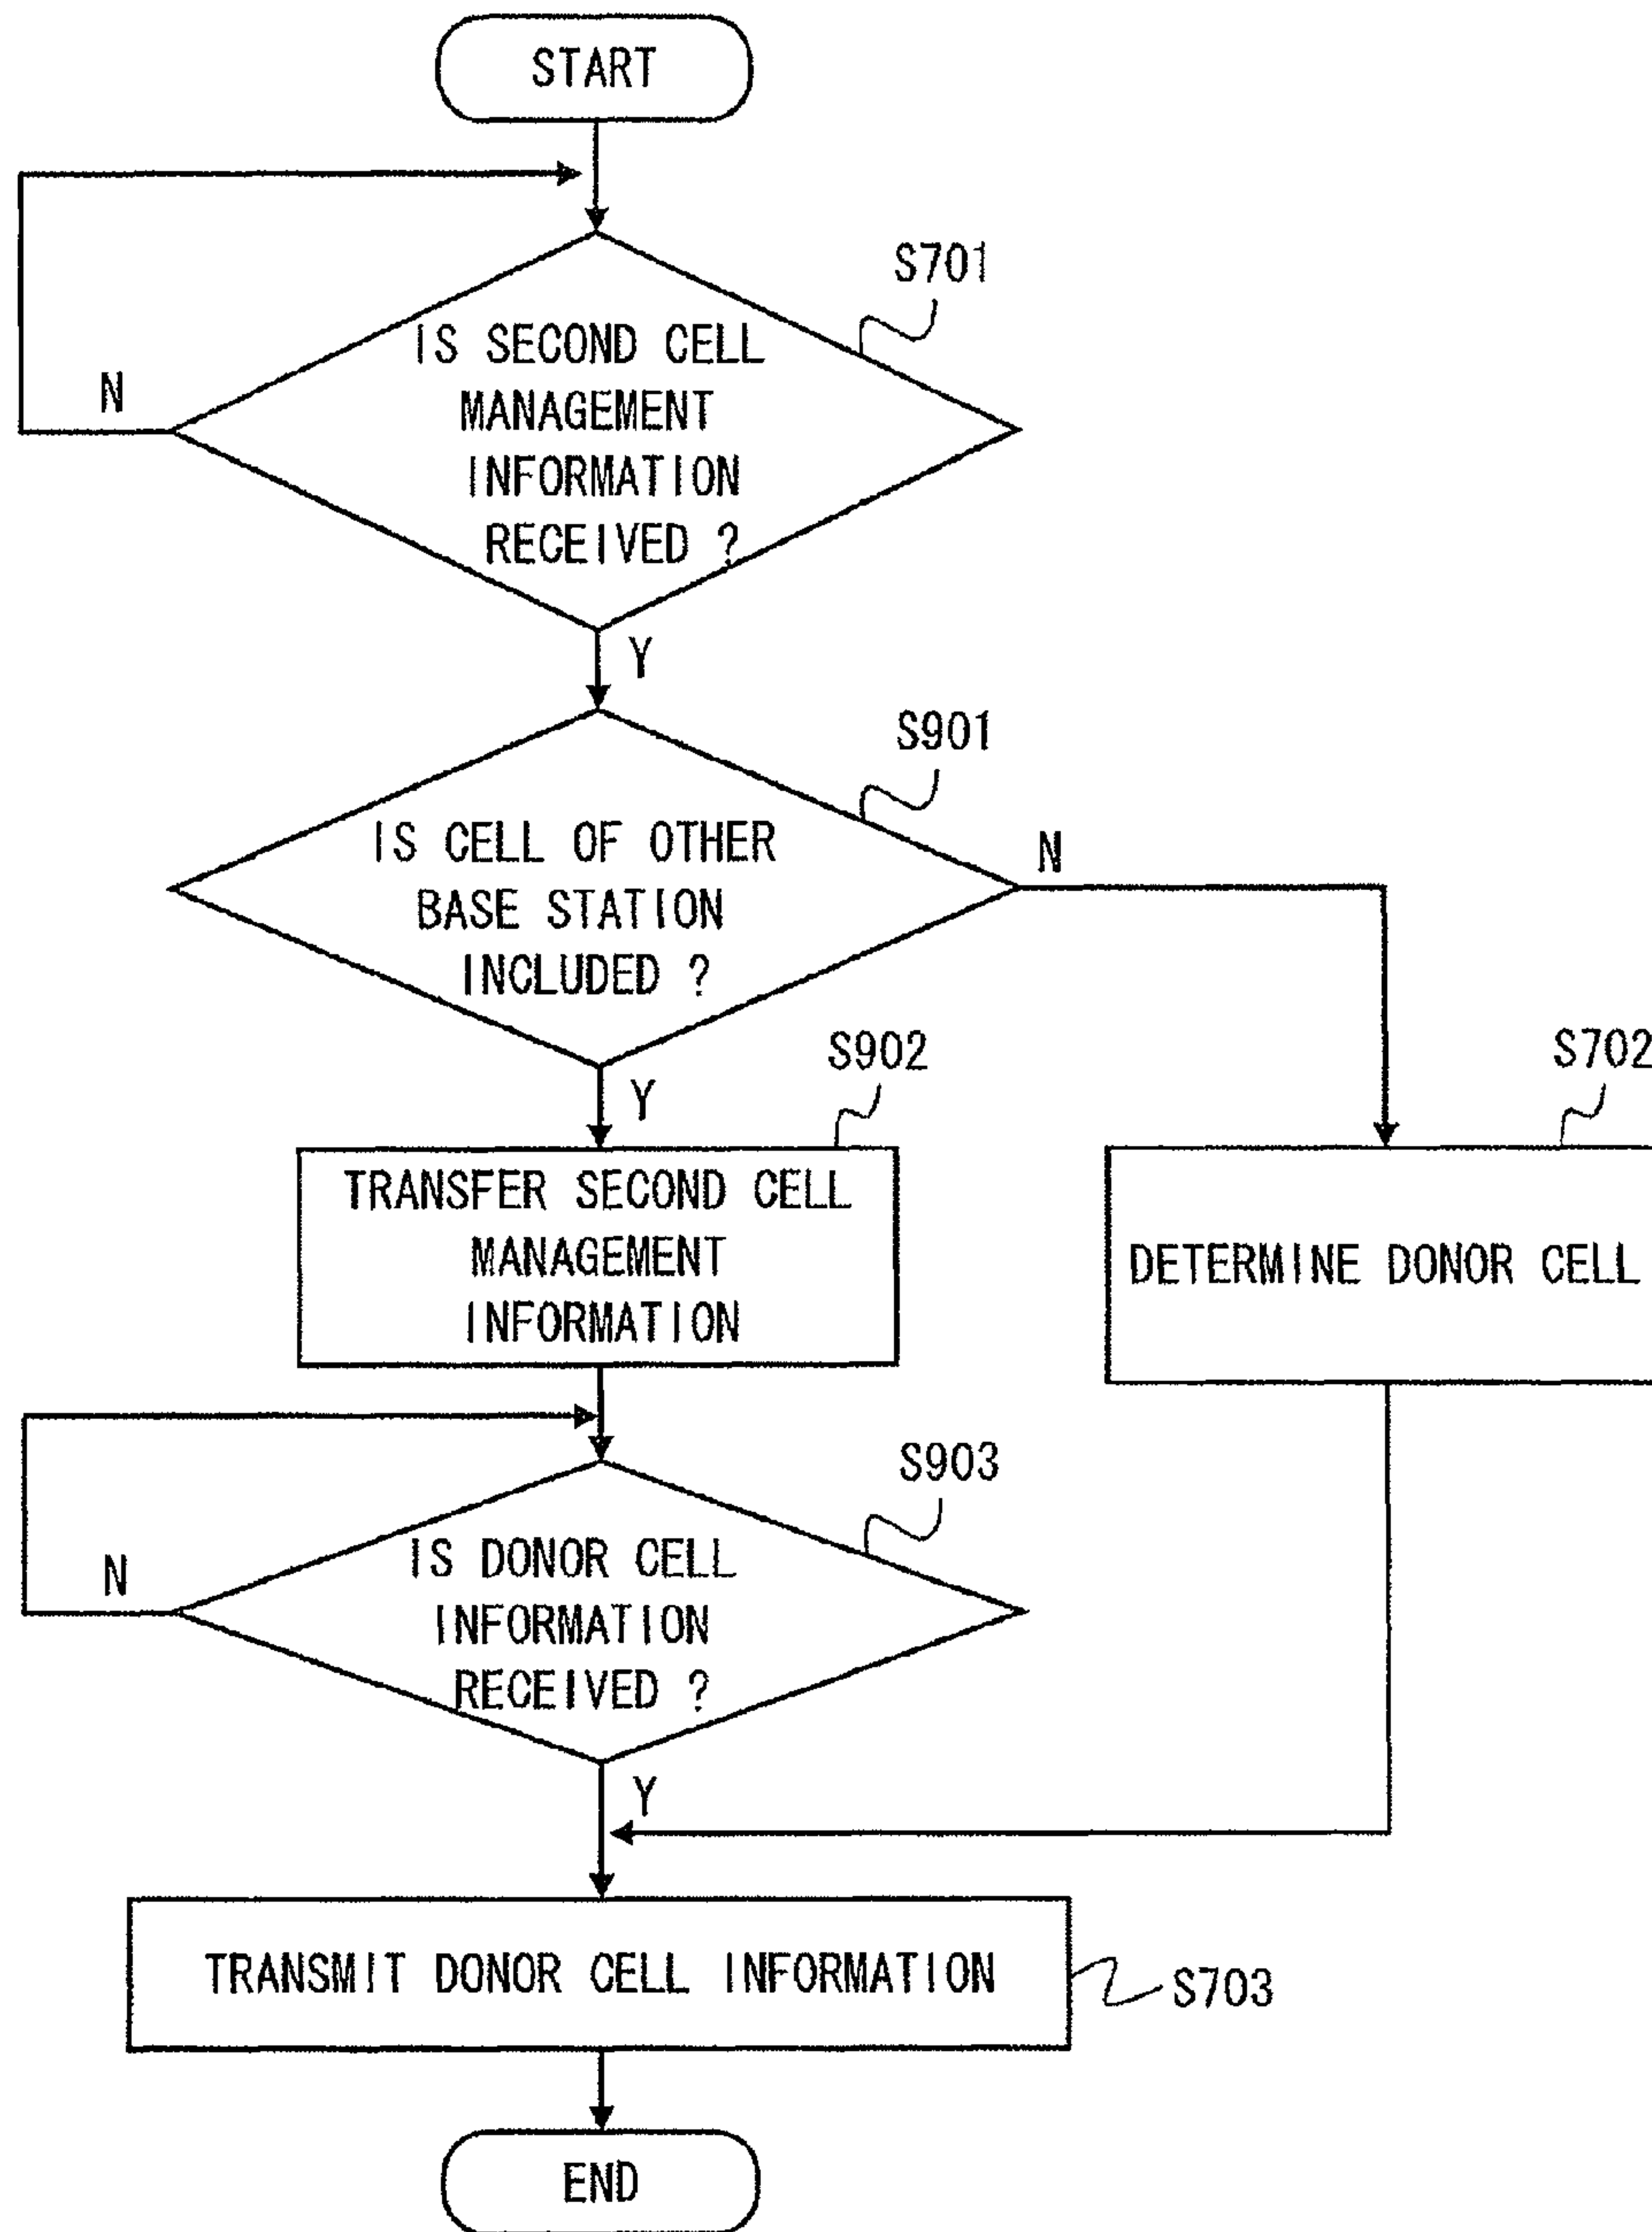 START
S701
IS SECOND CELL
MANAGEMENT
INFORMATION
RECEIVED ?
N
Y
S901
IS CELL OF OTHER
BASE STATION
INCLUDED ?
N
Y
S902
TRANSFER SECOND CELL
MANAGEMENT
INFORMATION
S702
DETERMINE DONOR CELL
S903
IS DONOR CELL
INFORMATION
RECEIVED ?
N
Y
TRANSMIT DONOR CELL INFORMATION
S703
END